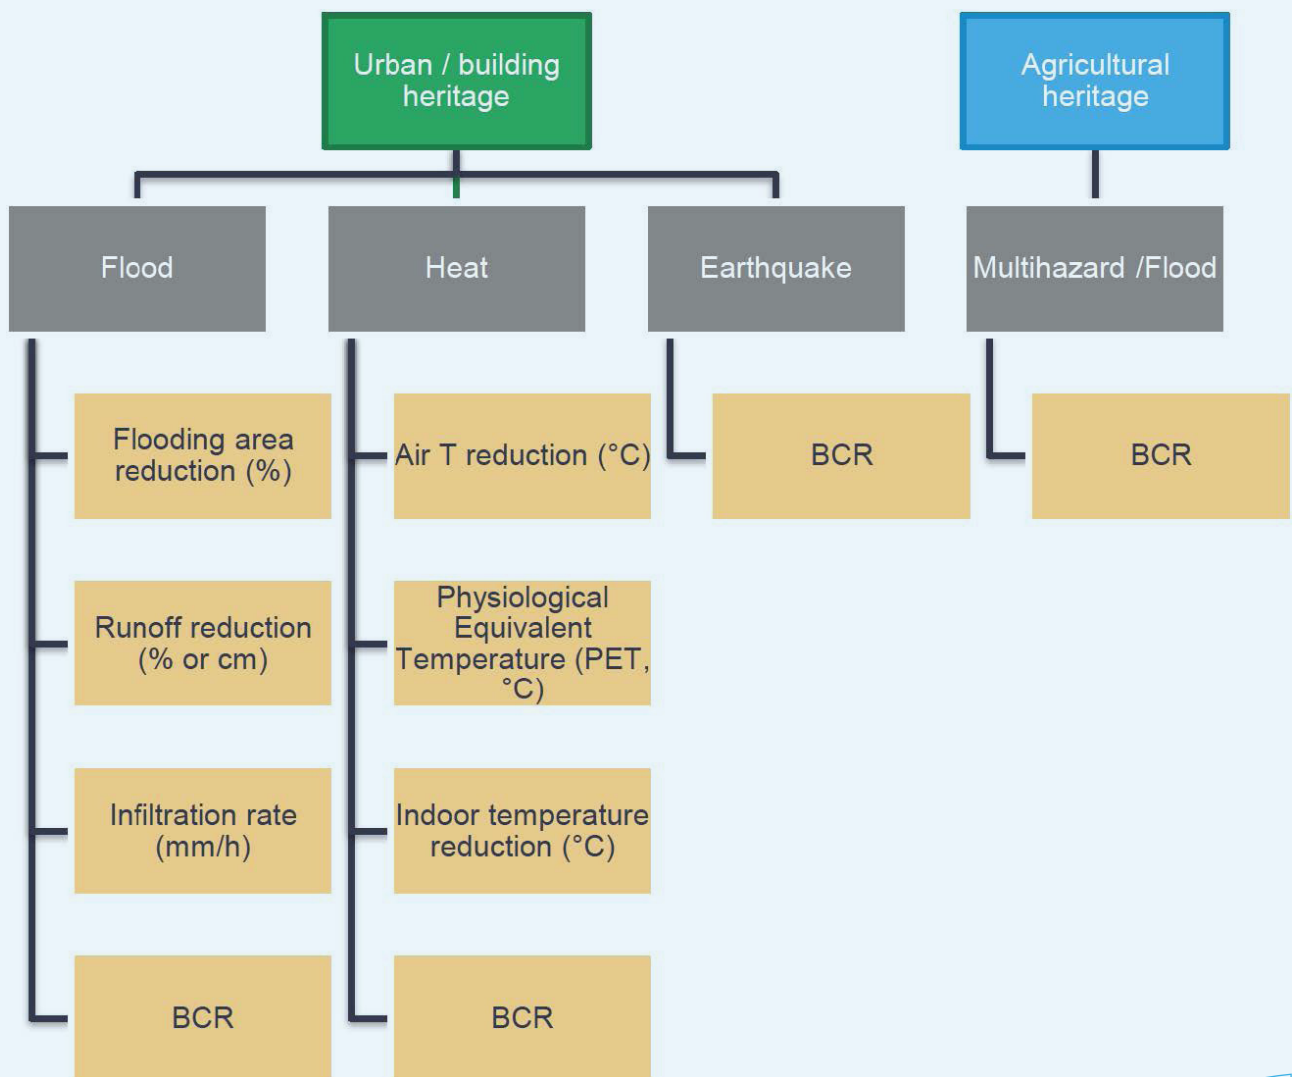 Urban / building
heritage
Agricultural
heritage
Flood
Heat
Earthquake
Multihazard /Flood
Flooding area
reduction (%)
Air T reduction (°C)
BCR
BCR
Runoff reduction
(% or cm)
Physiological
Equivalent
Temperature (PET,
°C)
Infiltration rate
(mm/h)
Indoor temperature
reduction (°C)
BCR
BCR